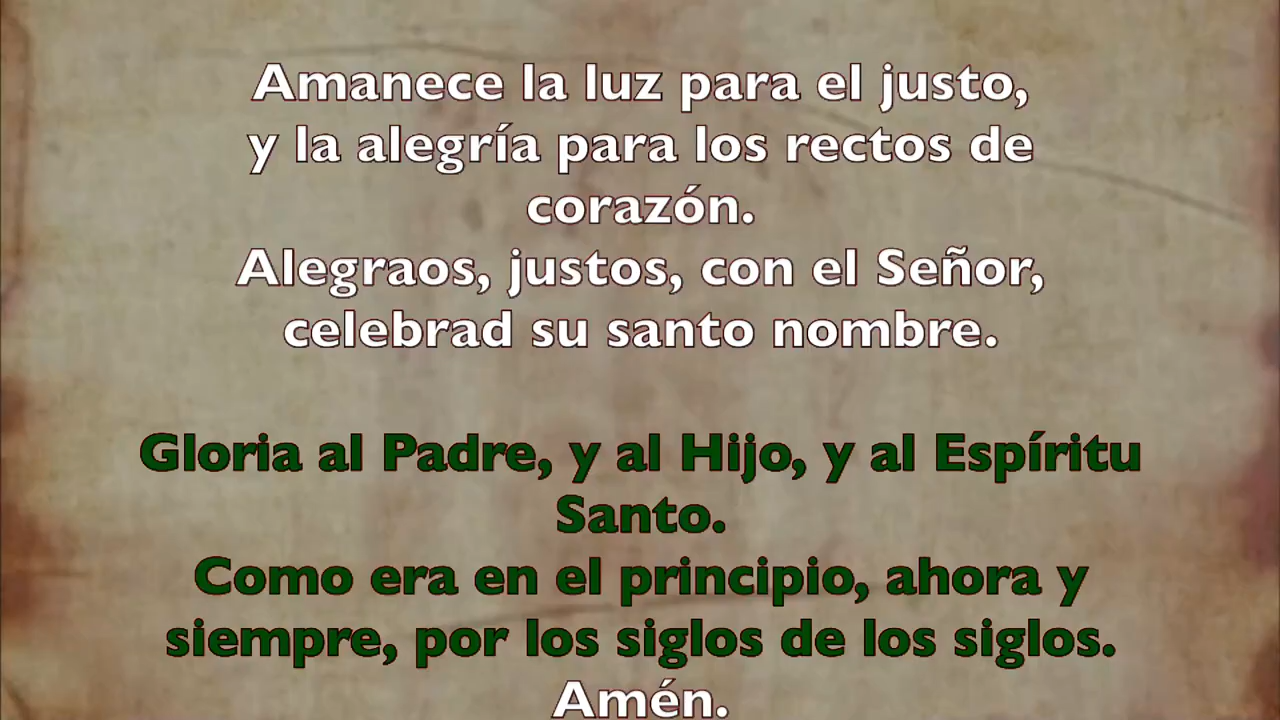 Amanece la luz para el justo,
y la alegría para los rectos de
corazón.
Alegraos, justos, con el Señor,
celebrad su santo nombre.
Gloria al Padre, y al Hijo, y al Espíritu
Santo.
Como era en el principio, ahora y
siempre, por los siglos de los siglos.
Amén.